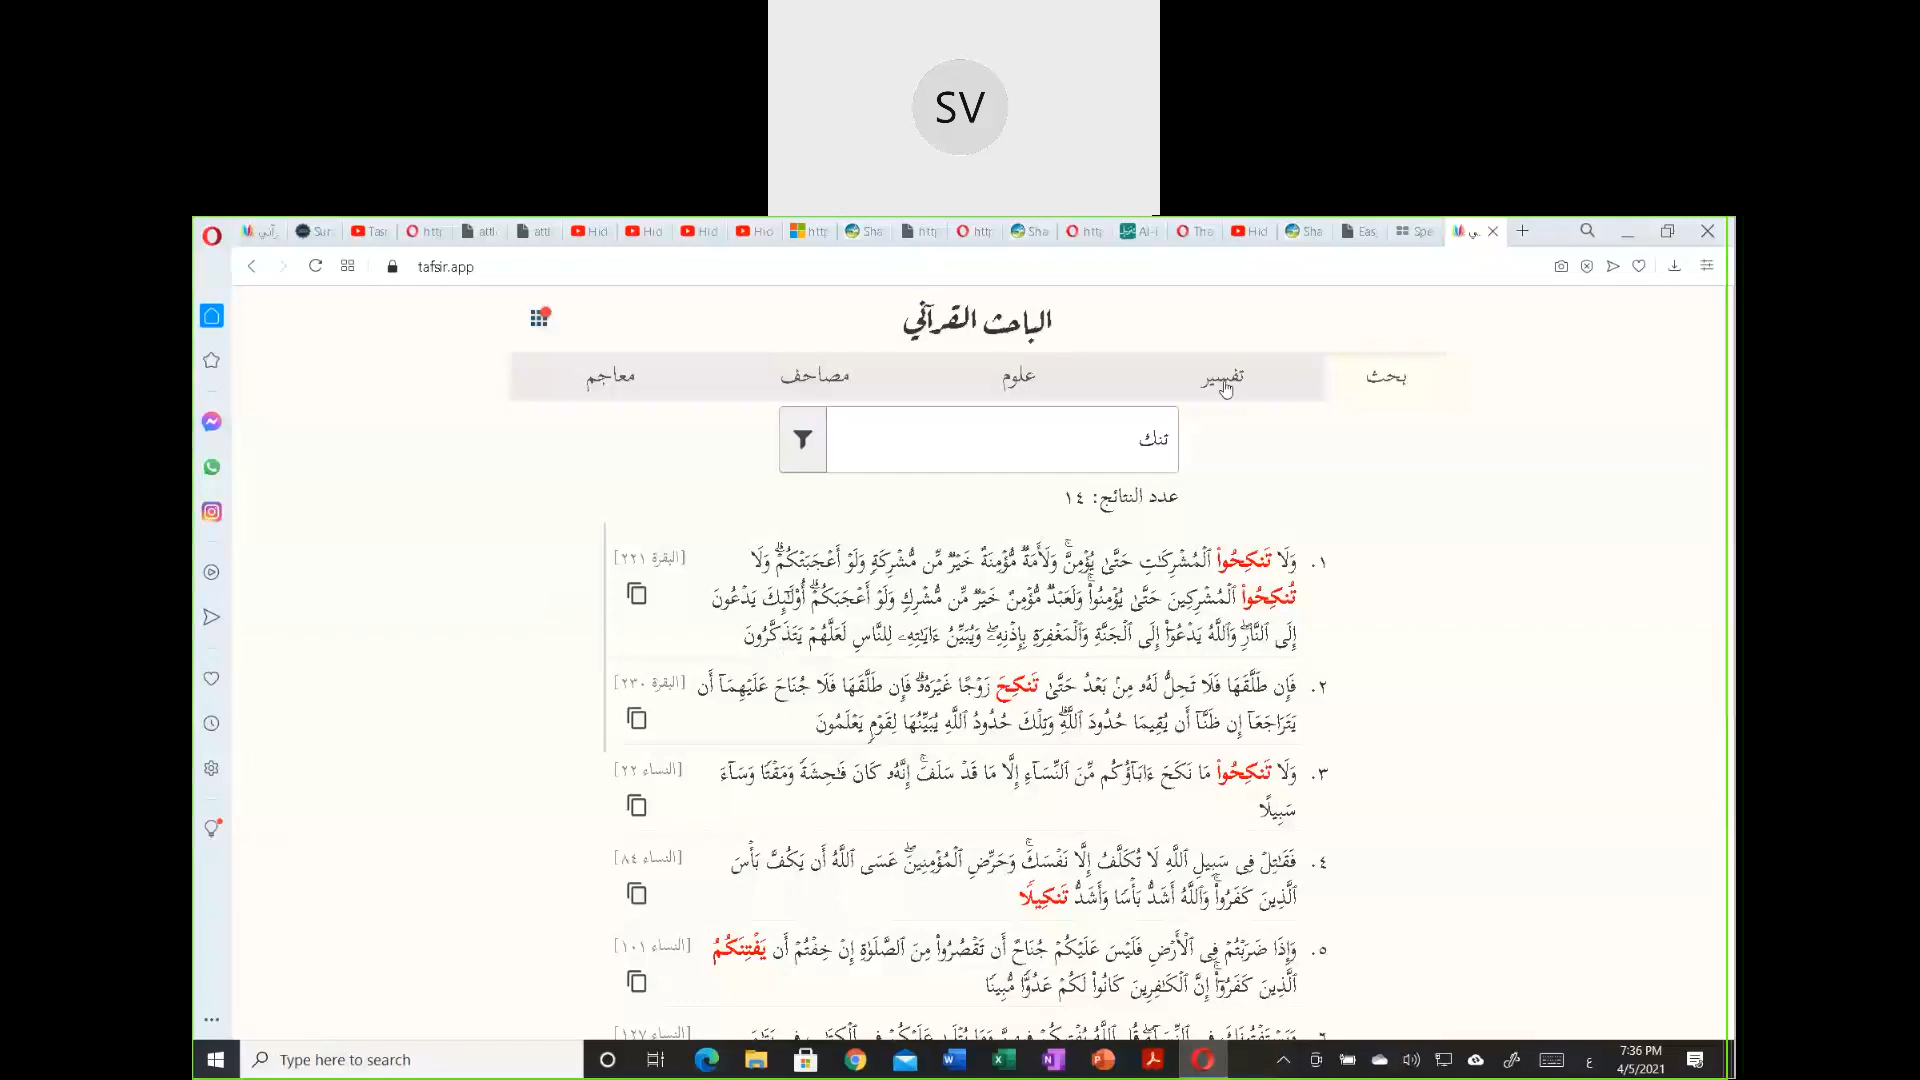 SV
tafsir.app
الباحث القرآني
بحث تفسير علوم مصاحف معاجم
تنك
عدد النتائج: ١٤
١. وَلَا تَنكِحُوا۟ ٱلْمُشْرِكَٰتِ حَتَّىٰ يُؤْمِنَّۚ وَلَأَمَةٌ مُّؤْمِنَةٌ خَيْرٌ مِّن مُّشْرِكَةٍ وَلَوْ أَعْجَبَتْكُمْۗ وَلَا [البقرة ٢٢١]
تُنكِحُوا۟ ٱلْمُشْرِكِينَ حَتَّىٰ يُؤْمِنُوا۟ۚ وَلَعَبْدٌ مُّؤْمِنٌ خَيْرٌ مِّن مُّشْرِكٍ وَلَوْ أَعْجَبَكُمْۗ أُو۟لَٰٓئِكَ يَدْعُونَ
إِلَى ٱلنَّارِۖ وَٱللَّهُ يَدْعُوٓا۟ إِلَى ٱلْجَنَّةِ وَٱلْمَغْفِرَةِ بِإِذْنِهِۦۖ وَيُبَيِّنُ ءَايَٰتِهِۦ لِلنَّاسِ لَعَلَّهُمْ يَتَذَكَّرُونَ
٢. فَإِن طَلَّقَهَا فَلَا تَحِلُّ لَهُۥ مِنۢ بَعْدُ حَتَّىٰ تَنكِحَ زَوْجًا غَيْرَهُۥۗ فَإِن طَلَّقَهَا فَلَا جُنَاحَ عَلَيْهِمَآ أَن [البقرة ٢٣٠]
يَتَرَاجَعَآ إِن ظَنَّآ أَن يُقِيمَا حُدُودَ ٱللَّهِۗ وَتِلْكَ حُدُودُ ٱللَّهِ يُبَيِّنُهَا لِقَوْمٍ يَعْلَمُونَ
٣. وَلَا تَنكِحُوا۟ مَا نَكَحَ ءَابَآؤُكُم مِّنَ ٱلنِّسَآءِ إِلَّا مَا قَدْ سَلَفَۚ إِنَّهُۥ كَانَ فَٰحِشَةً وَمَقْتًا وَسَآءَ [النساء ٢٢]
سَبِيلًا
٤. فَقَٰتِلْ فِى سَبِيلِ ٱللَّهِ لَا تُكَلَّفُ إِلَّا نَفْسَكَۚ وَحَرِّضِ ٱلْمُؤْمِنِينَۖ عَسَى ٱللَّهُ أَن يَكُفَّ بَأْسَ [النساء ٨٤]
ٱلَّذِينَ كَفَرُوا۟ۚ وَٱللَّهُ أَشَدُّ بَأْسًا وَأَشَدُّ تَنكِيلًا
٥. وَإِذَا ضَرَبْتُمْ فِى ٱلْأَرْضِ فَلَيْسَ عَلَيْكُمْ جُنَاحٌ أَن تَقْصُرُوا۟ مِنَ ٱلصَّلَوٰةِ إِنْ خِفْتُمْ أَن يَفْتِنَكُمُ [النساء ١٠١]
ٱلَّذِينَ كَفَرُوٓا۟ۚ إِنَّ ٱلْكَٰفِرِينَ كَانُوا۟ لَكُمْ عَدُوًّا مُّبِينًا
[النساء ١٢٧]
Type here to search
ع
7:36 PM
4/5/2021